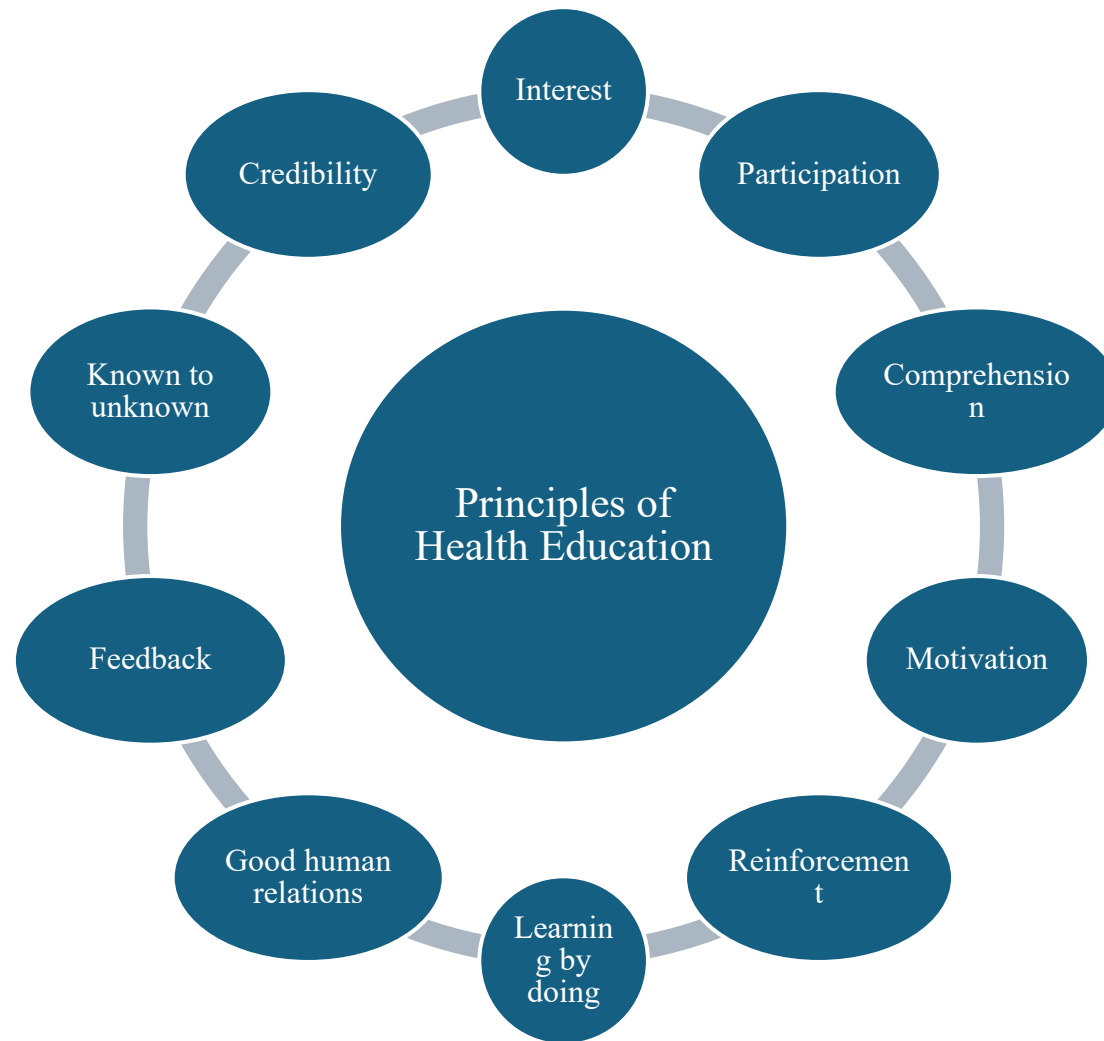 Interest
Participation
Comprehensio
n
Motivation
Reinforcemen
t
Learnin
g by
doing
Good human
relations
Feedback
Known to
unknown
Credibility
Principles of
Health Education